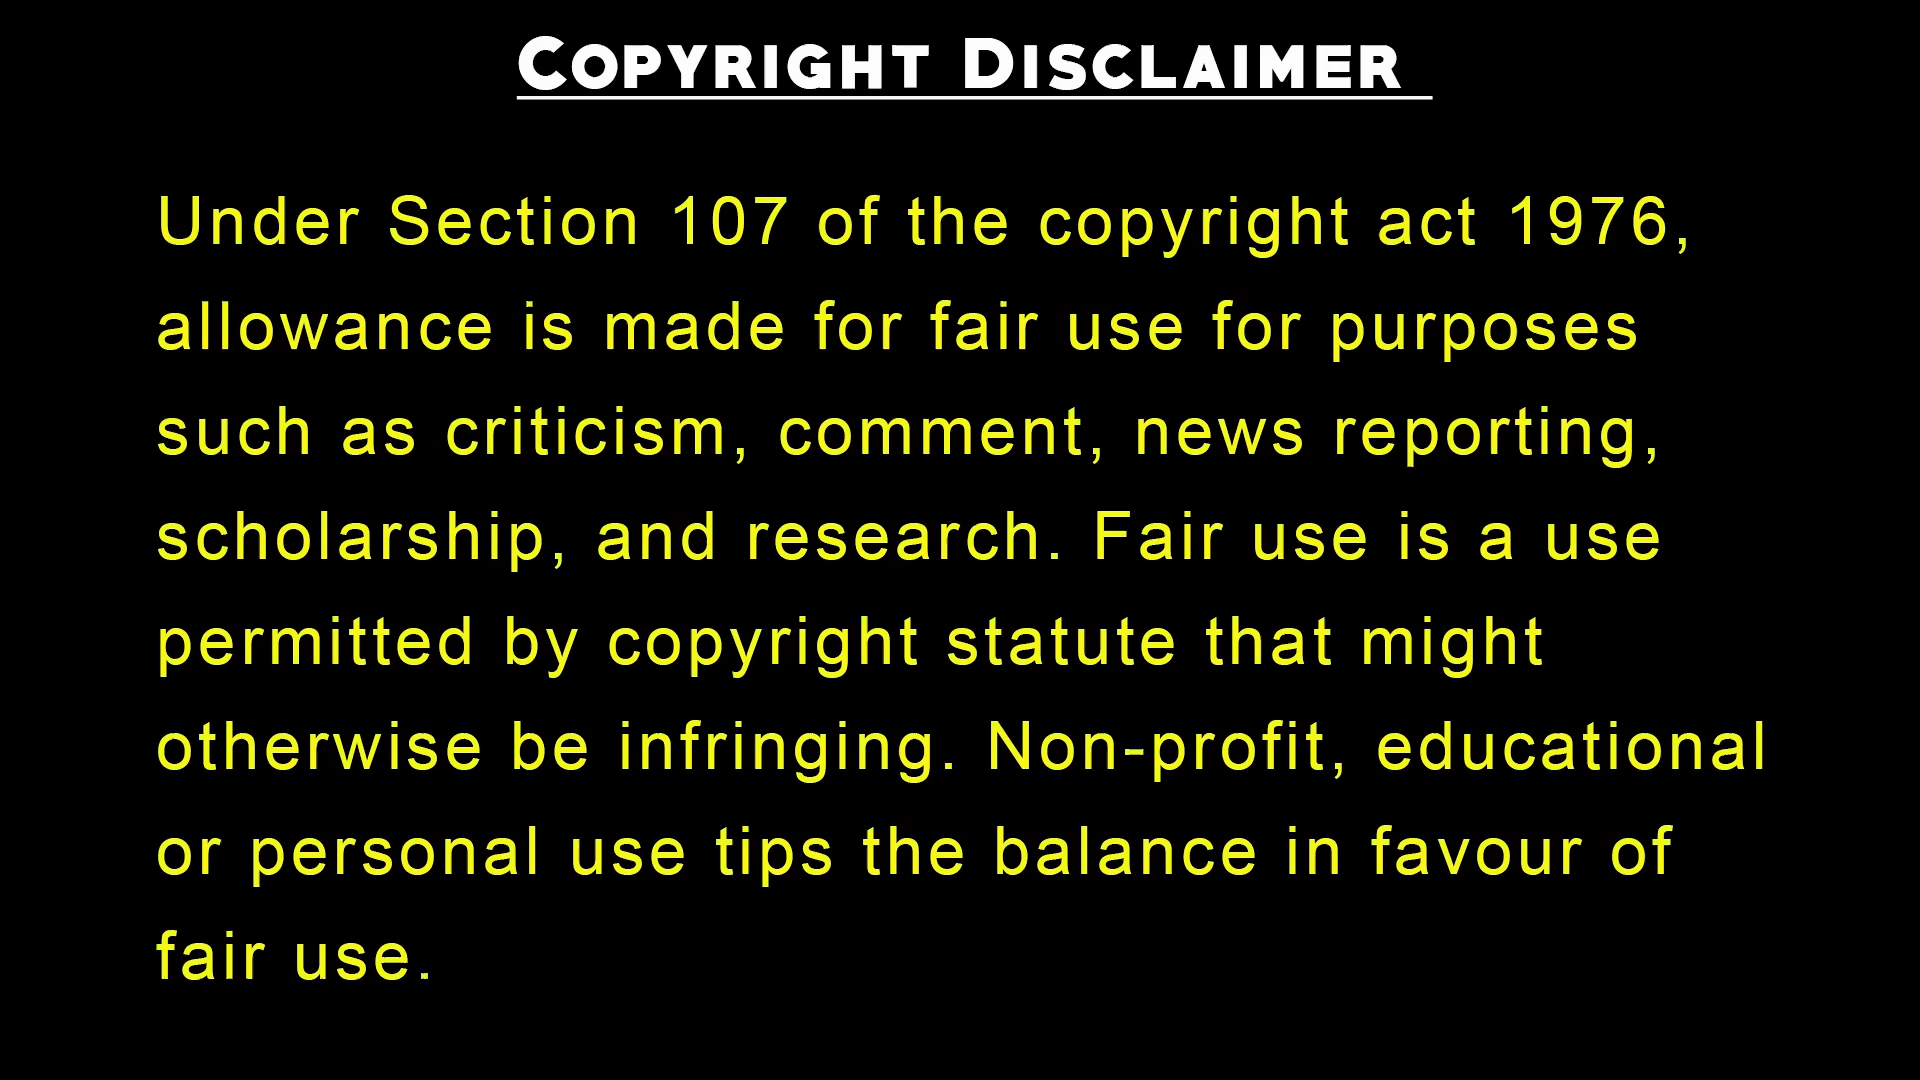 Copyright Disclaimer
Under Section 107 of the copyright act 1976,
allowance is made for fair use for purposes
such as criticism, comment, news reporting,
scholarship, and research. Fair use is a use
permitted by copyright statute that might
otherwise be infringing. Non-profit, educational
or personal use tips the balance in favour of
fair use.